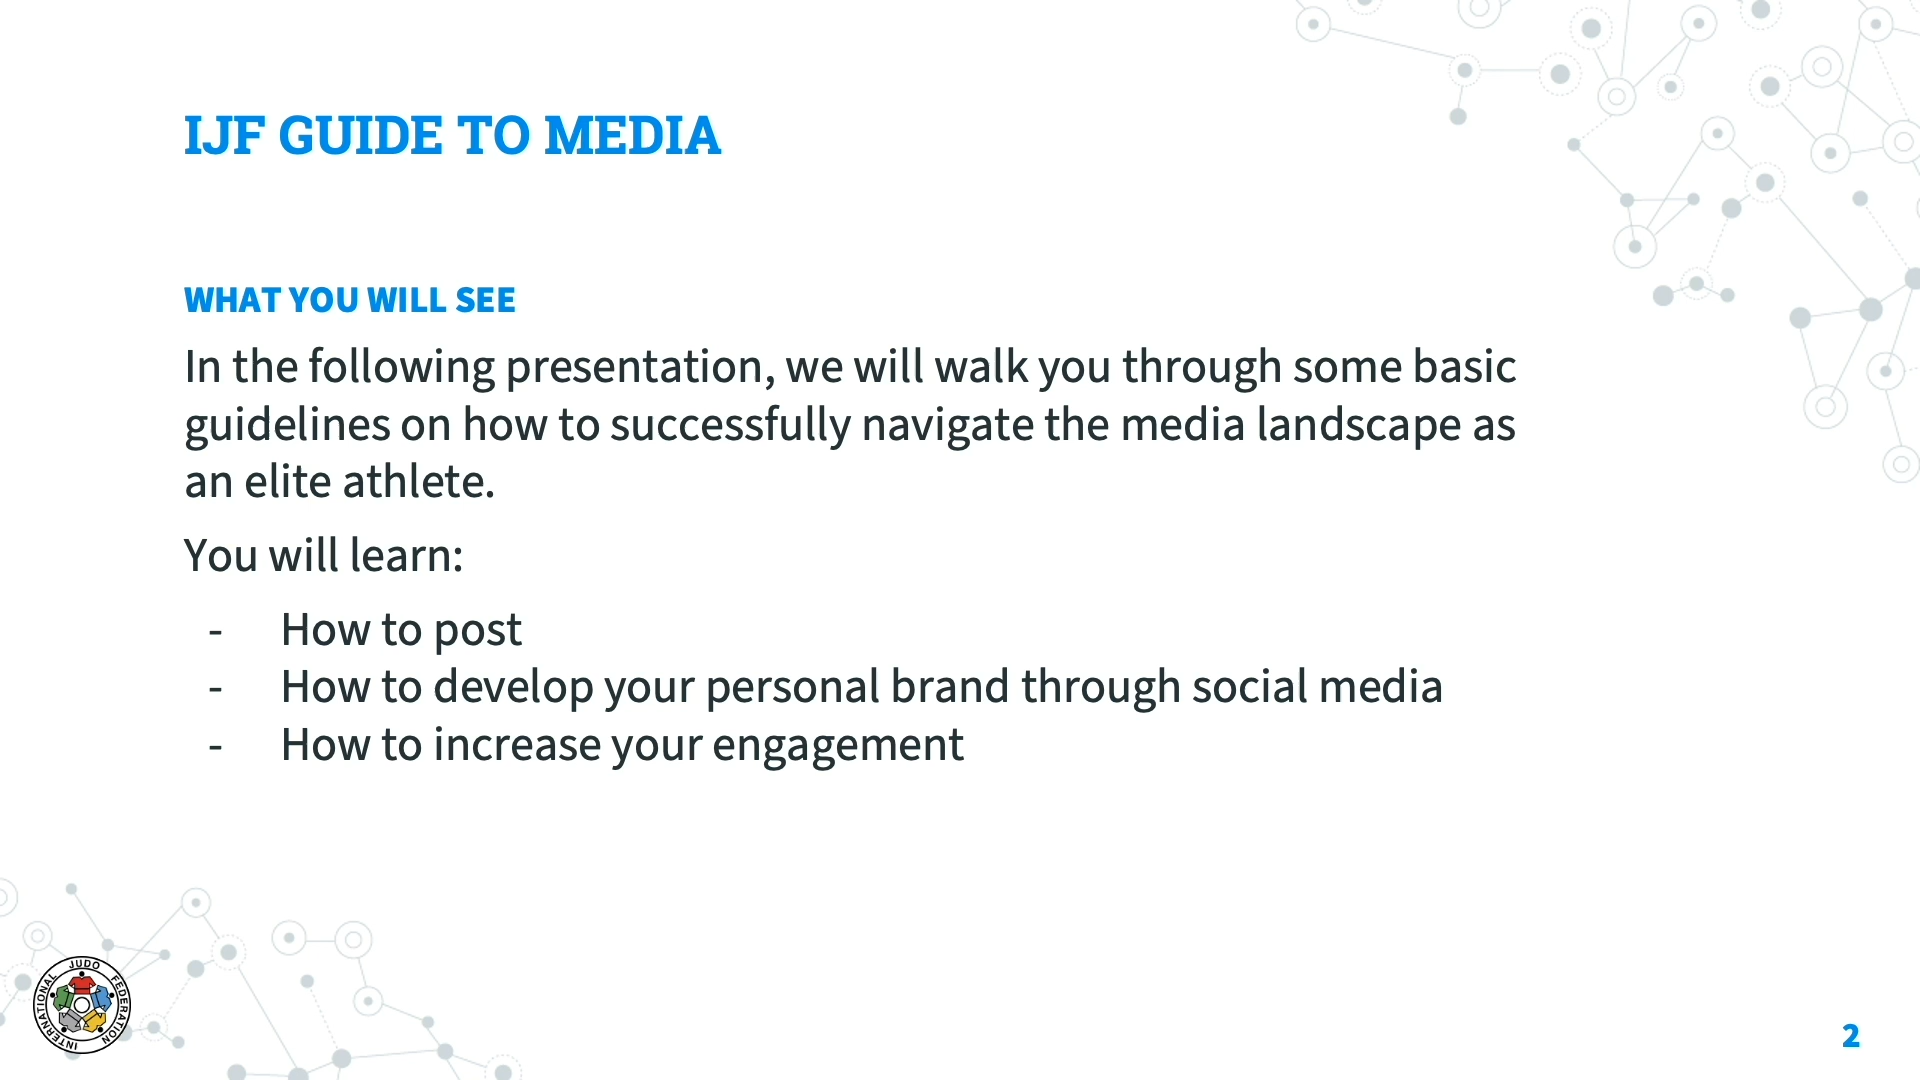 IJF GUIDE TO MEDIA
WHAT YOU WILL SEE
In the following presentation, we will walk you through some basic
guidelines on how to successfully navigate the media landscape as
an elite athlete.
You will learn:
- How to post
- How to develop your personal brand through social media
- How to increase your engagement
INTERNATIONAL JUDO FEDERATION
2